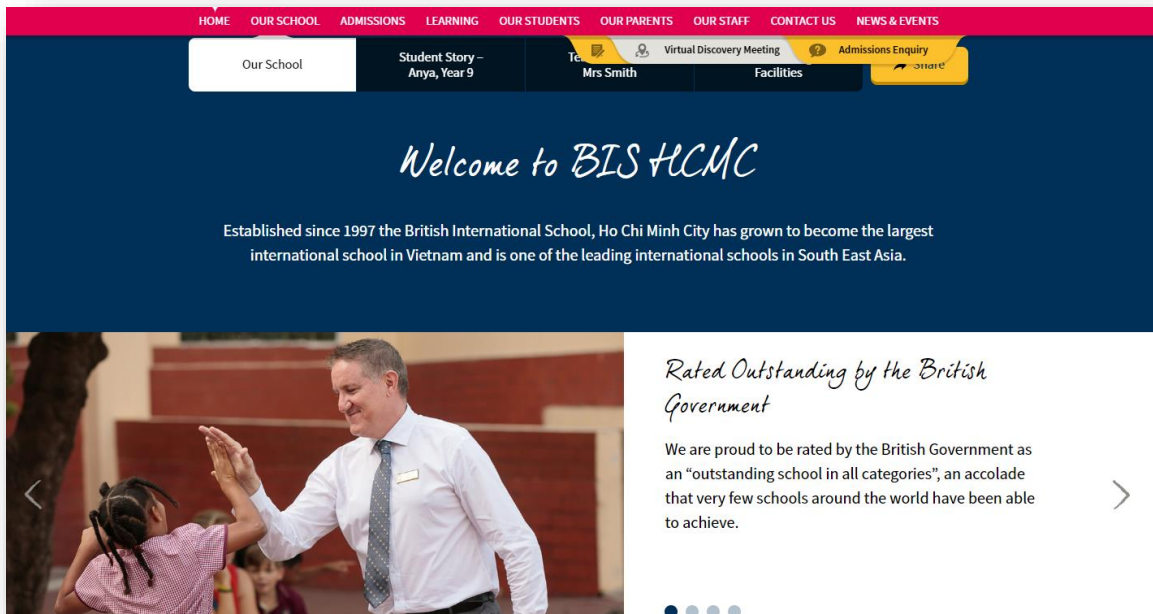 HOME OUR SCHOOL ADMISSIONS LEARNING OUR STUDENTS OUR PARENTS OUR STAFF CONTACT US NEWS & EVENTS
Virtual Discovery Meeting Admissions Enquiry
Our School
Student Story –
Anya, Year 9
Mrs Smith
Facilities
Share
Welcome to BIS HCMC
Established since 1997 the British International School, Ho Chi Minh City has grown to become the largest
international school in Vietnam and is one of the leading international schools in South East Asia.
Rated Outstanding by the British
Government
We are proud to be rated by the British Government as
an “outstanding school in all categories”, an accolade
that very few schools around the world have been able
to achieve.